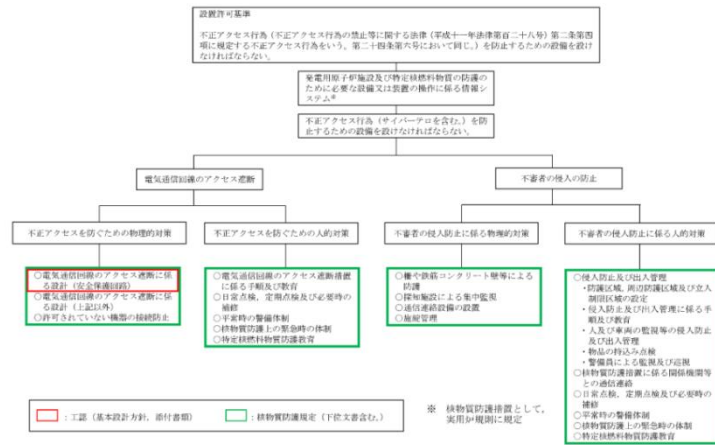 設置許可基準
不正アクセス行為(不正アクセス行為の禁止等に関する法律(平成十一年法律第百二十八号)第二条第四
項に規定する不正アクセス行為をいう。第二十四条第六号において同じ。)を防止するための設備を設けな
ければならない。
発電用原子炉施設及び特定核燃料物質の防護の
ために必要な設備又は装置の操作に係る情報シ
ステム※
不正アクセス行為(サイバーテロを含む。)を防
止するための設備を設けなければならない。
電気通信回線のアクセス遮断
不審者の侵入の防止
不正アクセスを防ぐための物理的対策
不正アクセスを防ぐための人的対策
不審者の侵入防止に係る物理的対策
不審者の侵入防止に係る人的対策
○電気通信回線のアクセス遮断に係
る設計(安全保護回路)
○電気通信回線のアクセス遮断に係
る設計(上記以外)
○許可されていない機器の接続防止
○電気通信回線のアクセス遮断措置
に係る手順及び教育
○日常点検、定期点検及び必要時の
補修
○平常時の警備体制
○核物質防護上の緊急時の体制
○特定核燃料物質防護教育
○柵や鉄筋コンクリート壁等による
防護
○探知施設による集中監視
○通信連絡設備の設置
○施錠管理
○侵入防止及び出入管理
・防護区域、周辺防護区域及び立入
制限区域の設定
・侵入防止及び出入管理に係る手
順及び教育
・人及び車両の監視等の侵入防止
及び出入管理
・物品の持込み点検
・警備員による監視及び巡視
○核物質防護措置に係る関係機関等
との通信連絡
○日常点検、定期点検及び必要時の
補修
○平常時の警備体制
○核物質防護上の緊急時の体制
○特定核燃料物質防護教育
:工認(基本設計方針、添付書類)
:核物質防護規定(下位文書含む。)
※ 核物質防護措置として、
実用炉規則に規定